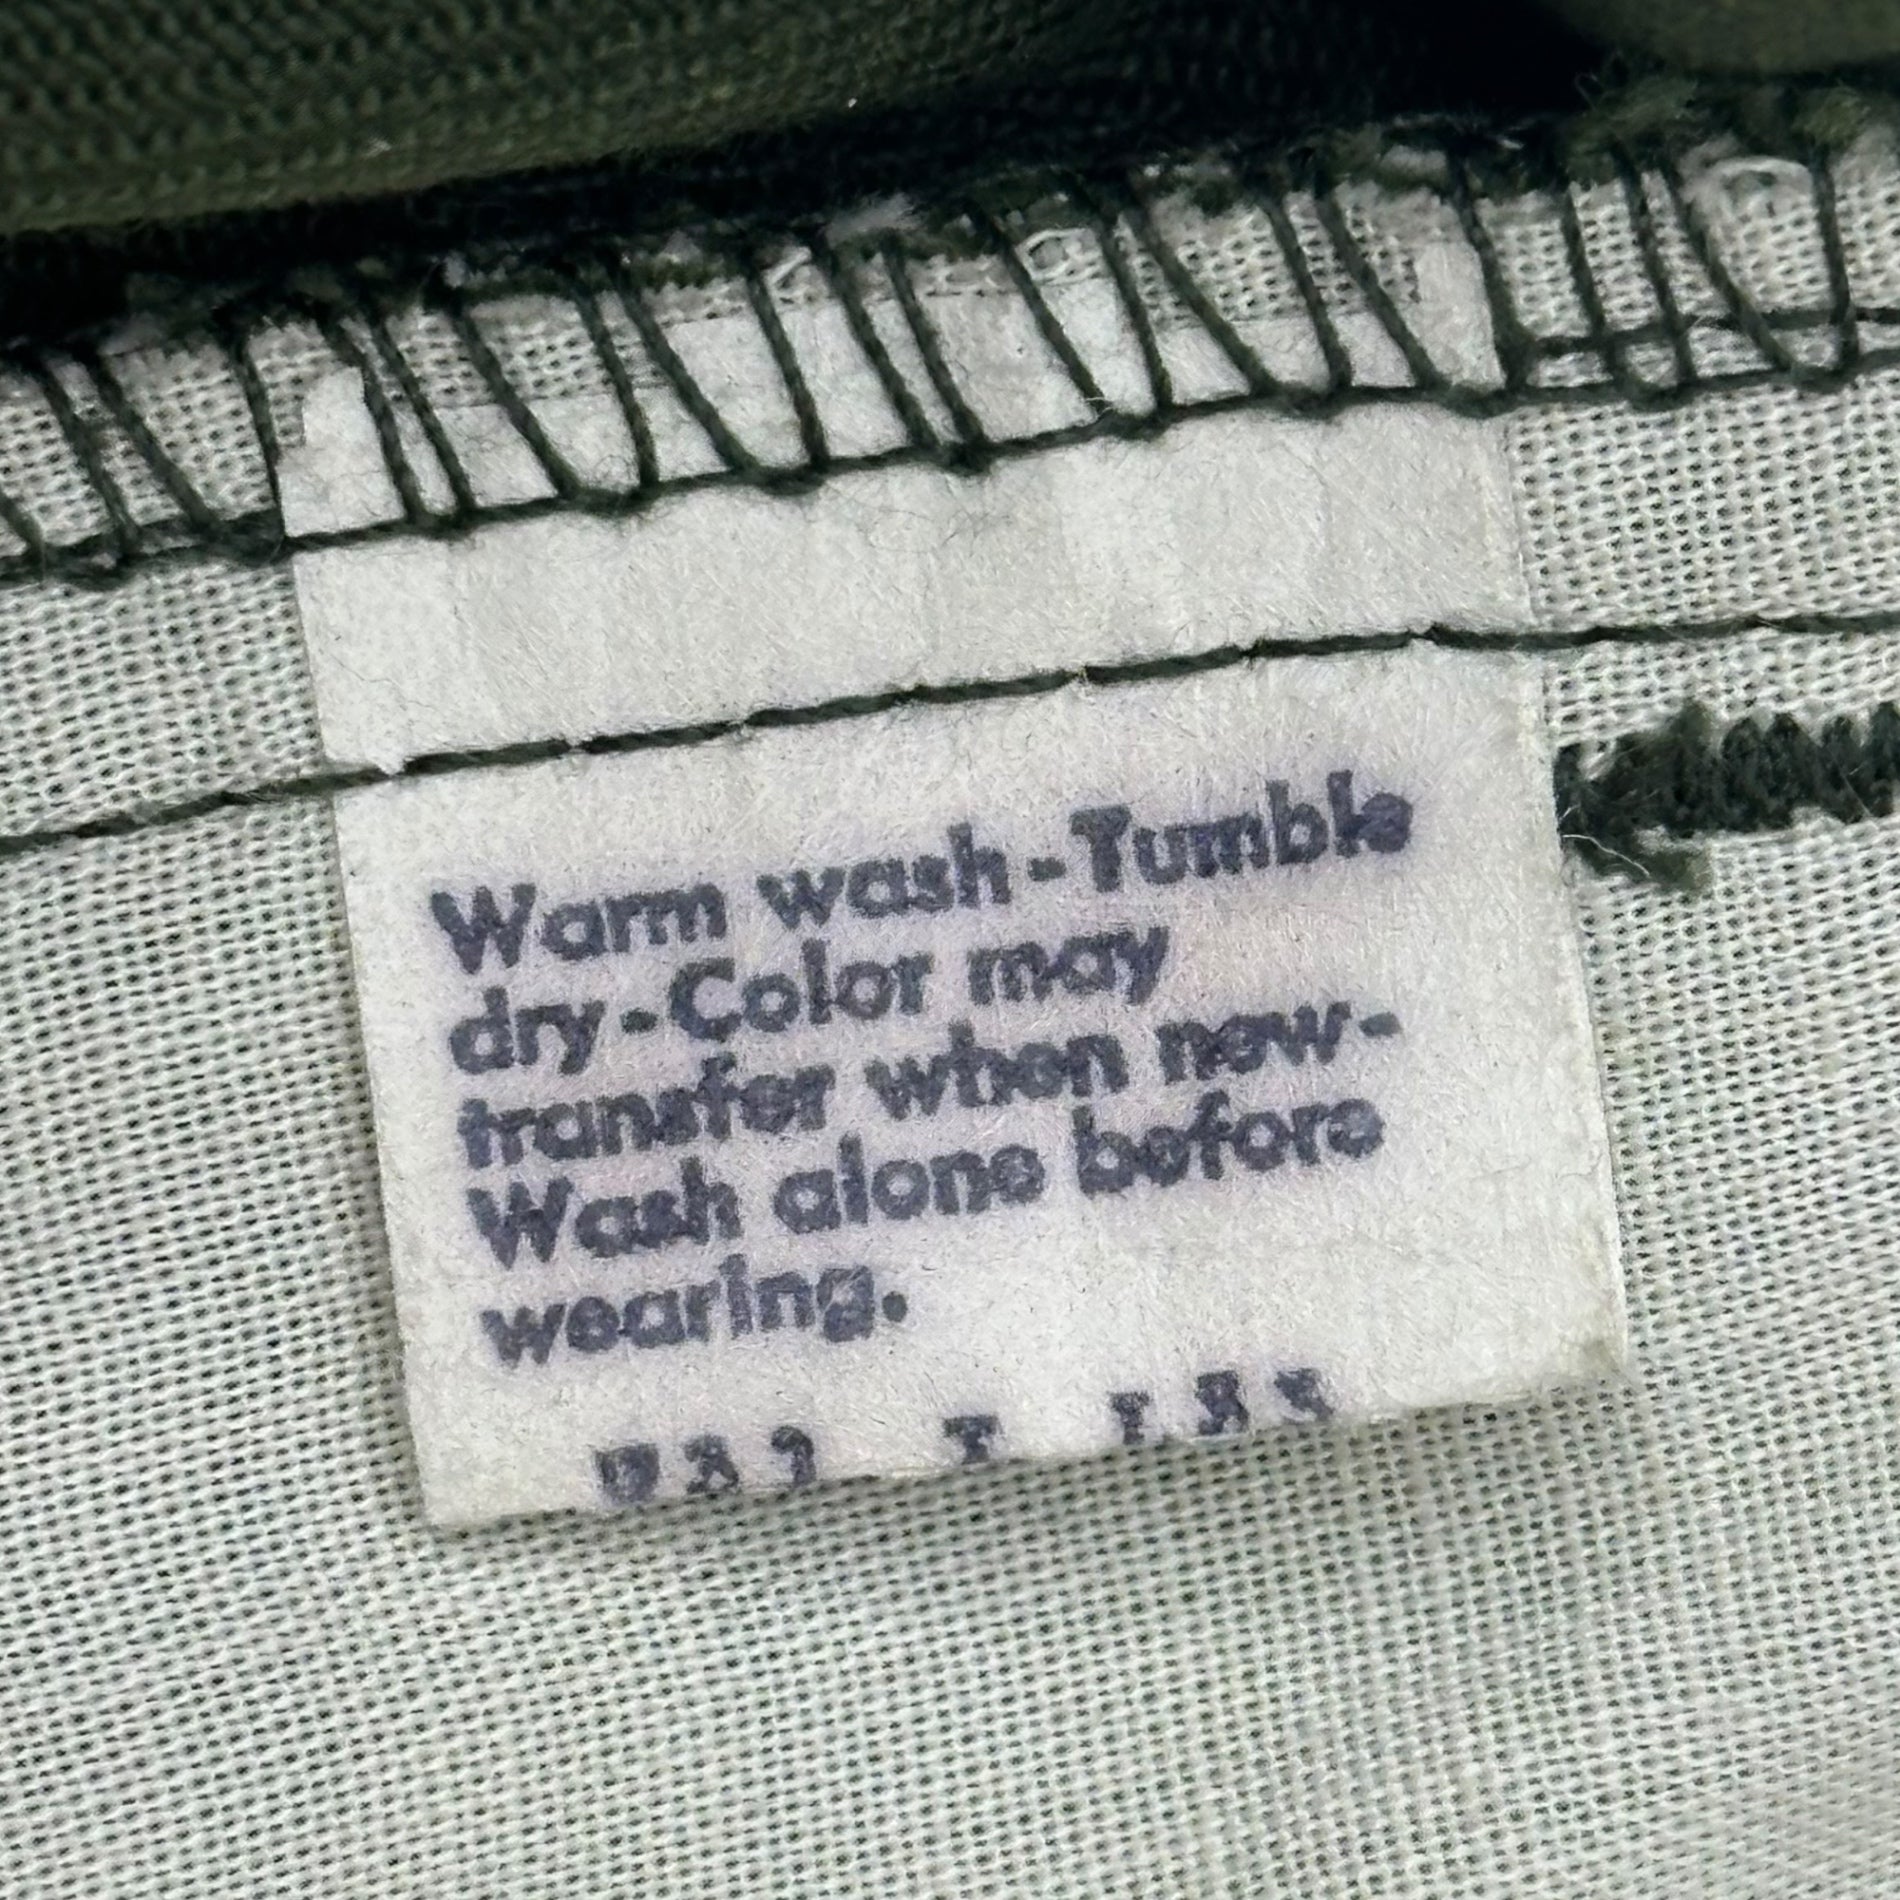 Warm wash - Tumble
dry - Color may
transfer when new -
Wash alone before
wearing.